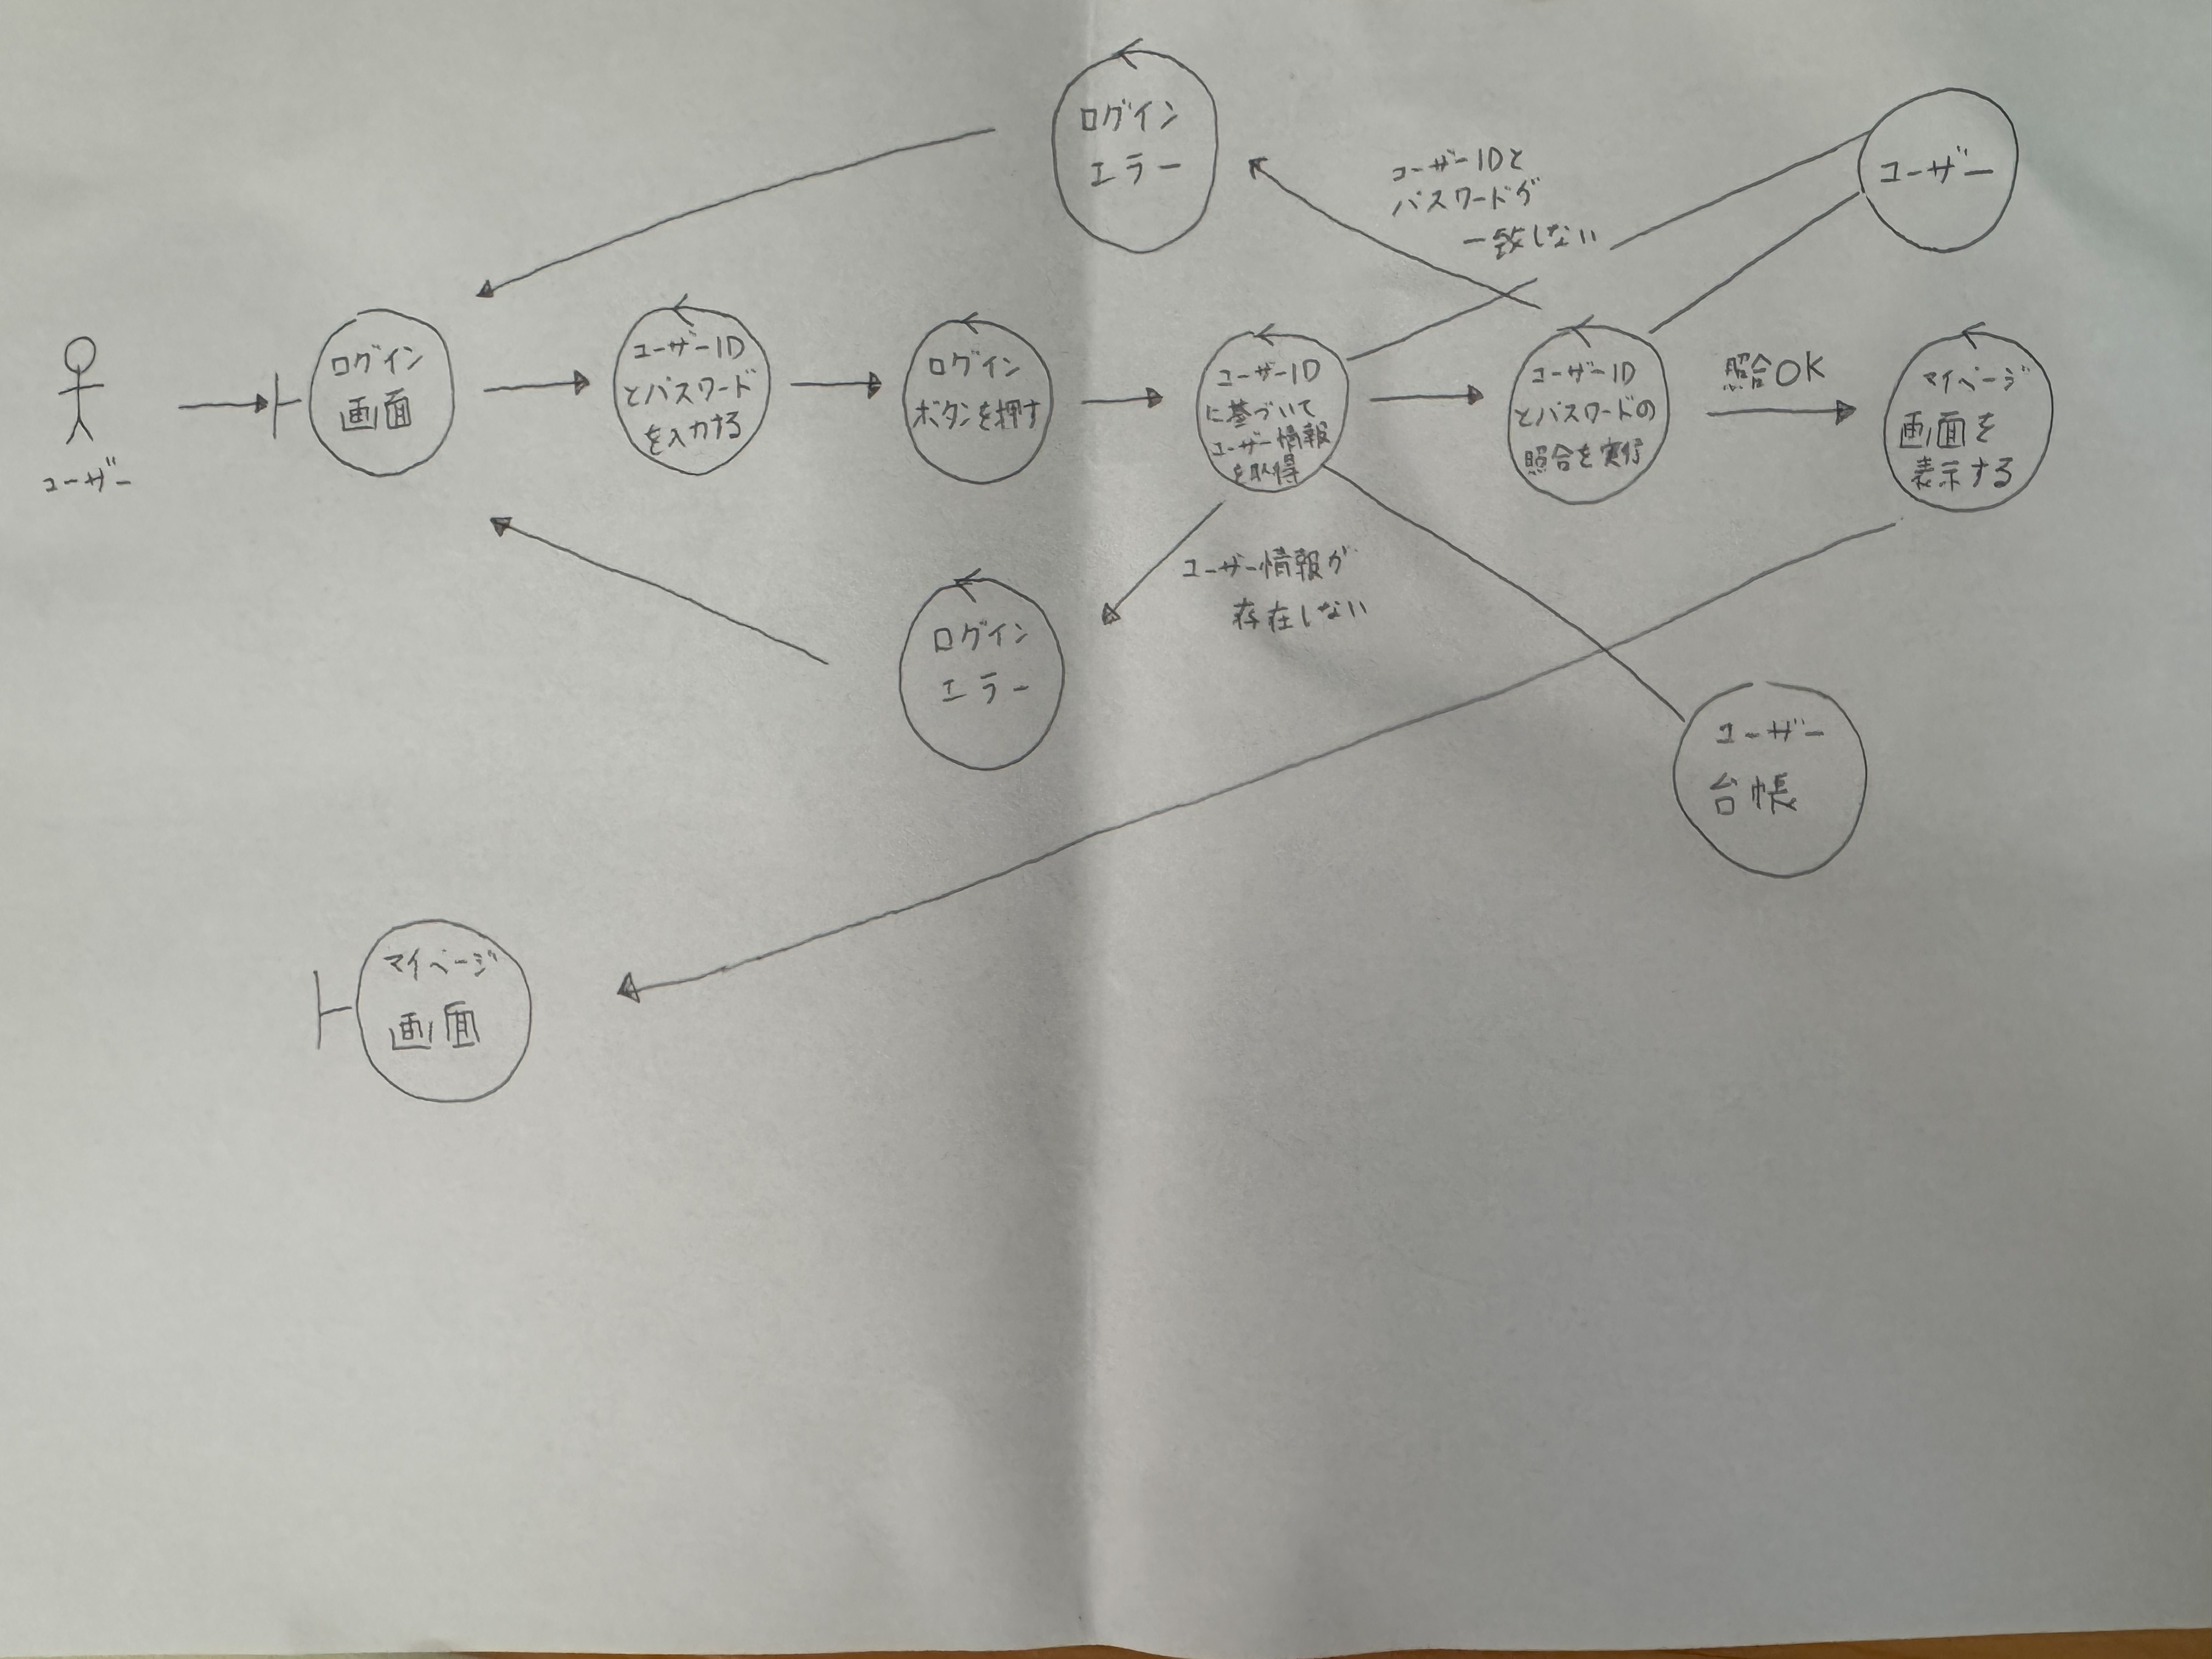 ログイン
エラー
ユーザーIDと
パスワードが
一致しない
ユーザー
ユーザー
ログイン
画面
ユーザーID
とパスワード
を入力する
ログイン
ボタンを押す
ユーザーID
に基づいて
ユーザー情報
を取得
ユーザーID
とパスワードの
照合を実行
照合OK
マイページ
画面を
表示する
ログイン
エラー
ユーザー情報が
存在しない
ユーザー
台帳
マイページ
画面